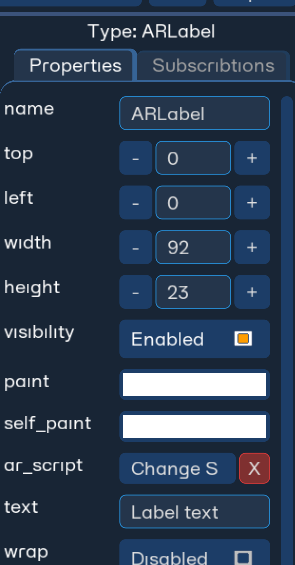 Type: ARLabel
Properties Subscriptions
name ARLabel
top - 0 +
left - 0 +
width - 92 +
height - 23 +
visibility Enabled
paint
self_paint
ar_script Change S X
text Label text
wrap Disabled